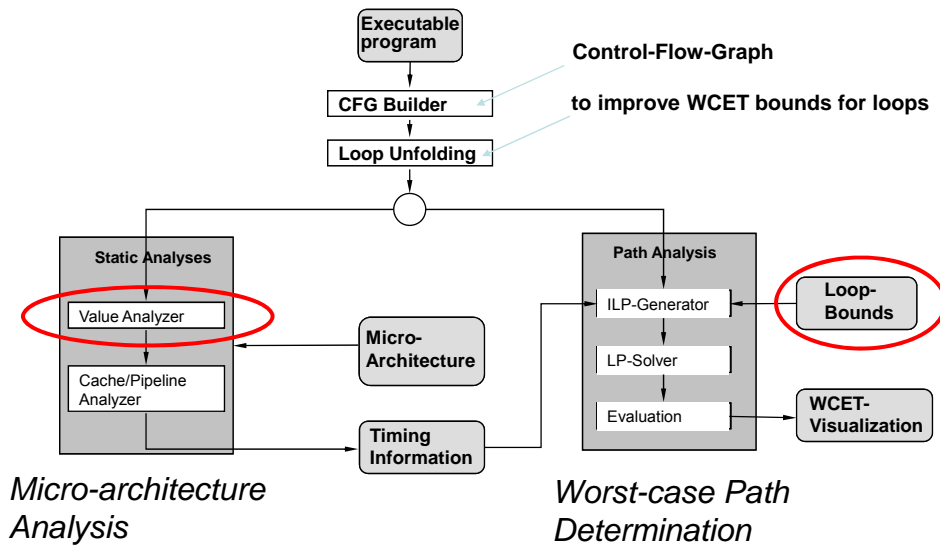 Executable
program
Control-Flow-Graph
CFG Builder
to improve WCET bounds for loops
Loop Unfolding
Static Analyses
Path Analysis
Value Analyzer
ILP-Generator
Loop-
Bounds
Micro-
Architecture
LP-Solver
Cache/Pipeline
Analyzer
Evaluation
WCET-
Visualization
Timing
Information
Micro-architecture
Analysis
Worst-case Path
Determination